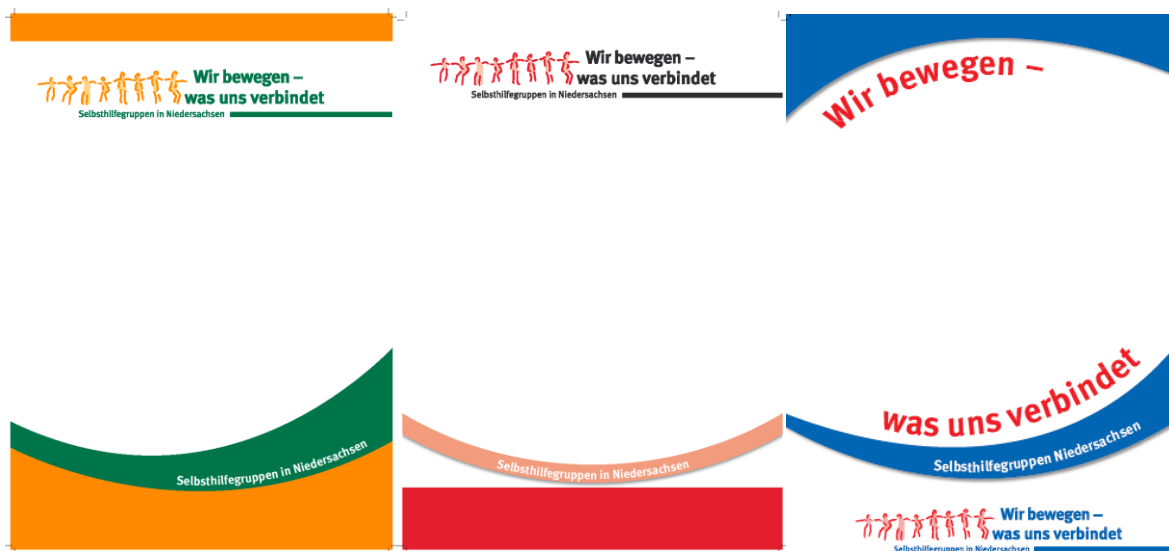 Wir bewegen –
was uns verbindet
Selbsthilfegruppen in Niedersachsen
Selbsthilfegruppen in Niedersachsen
Wir bewegen –
was uns verbindet
Selbsthilfegruppen in Niedersachsen
Selbsthilfegruppen in Niedersachsen
Wir bewegen –
was uns verbindet
Selbsthilfegruppen Niedersachsen
Wir bewegen –
was uns verbindet
Selbsthilfegruppen in Niedersachsen